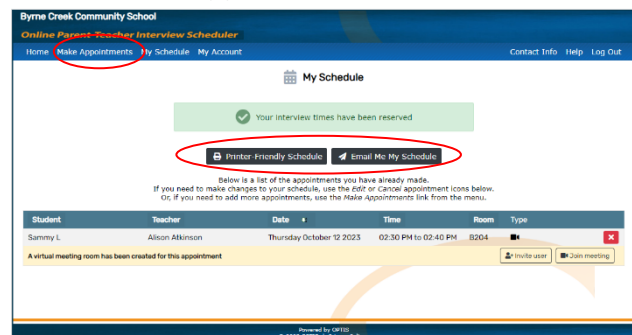 Byrne Creek Community School
Online Parent-Teacher Interview Scheduler
Home Make Appointments My Schedule My Account Contact Info Help Log Out
My Schedule
Your interview times have been reserved
Printer-Friendly Schedule Email Me My Schedule
Below is a list of the appointments you have already made.
If you need to make changes to your schedule, use the Edit or Cancel appointment icons below.
Or, if you need to add more appointments, use the Make Appointments link from the menu.
Student Teacher Date Time Room Type
Sammy L Alison Atkinson Thursday October 12 2023 02:30 PM to 02:40 PM B204
A virtual meeting room has been created for this appointment Invite user Join meeting
Powered by OPTIS